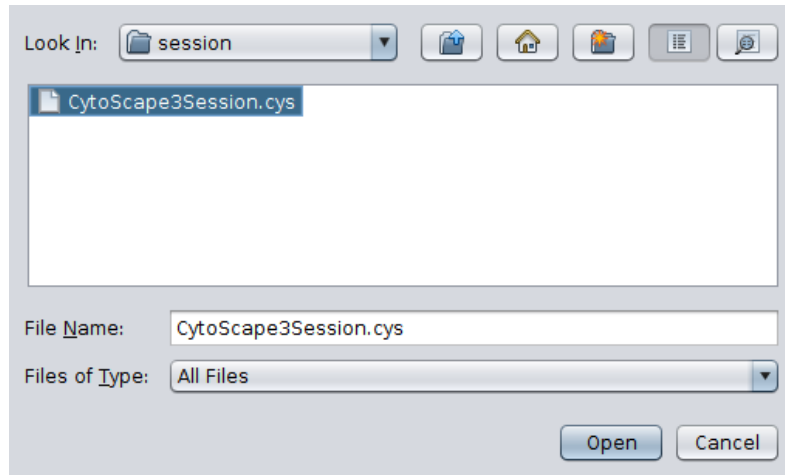 Look In: session
CytoScape3Session.cys
File Name: CytoScape3Session.cys
Files of Type: All Files
Open Cancel